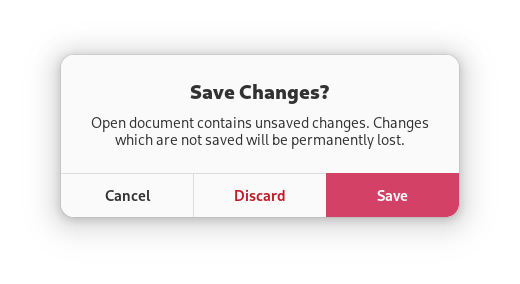 Save Changes?
Open document contains unsaved changes. Changes
which are not saved will be permanently lost.
Cancel
Discard
Save